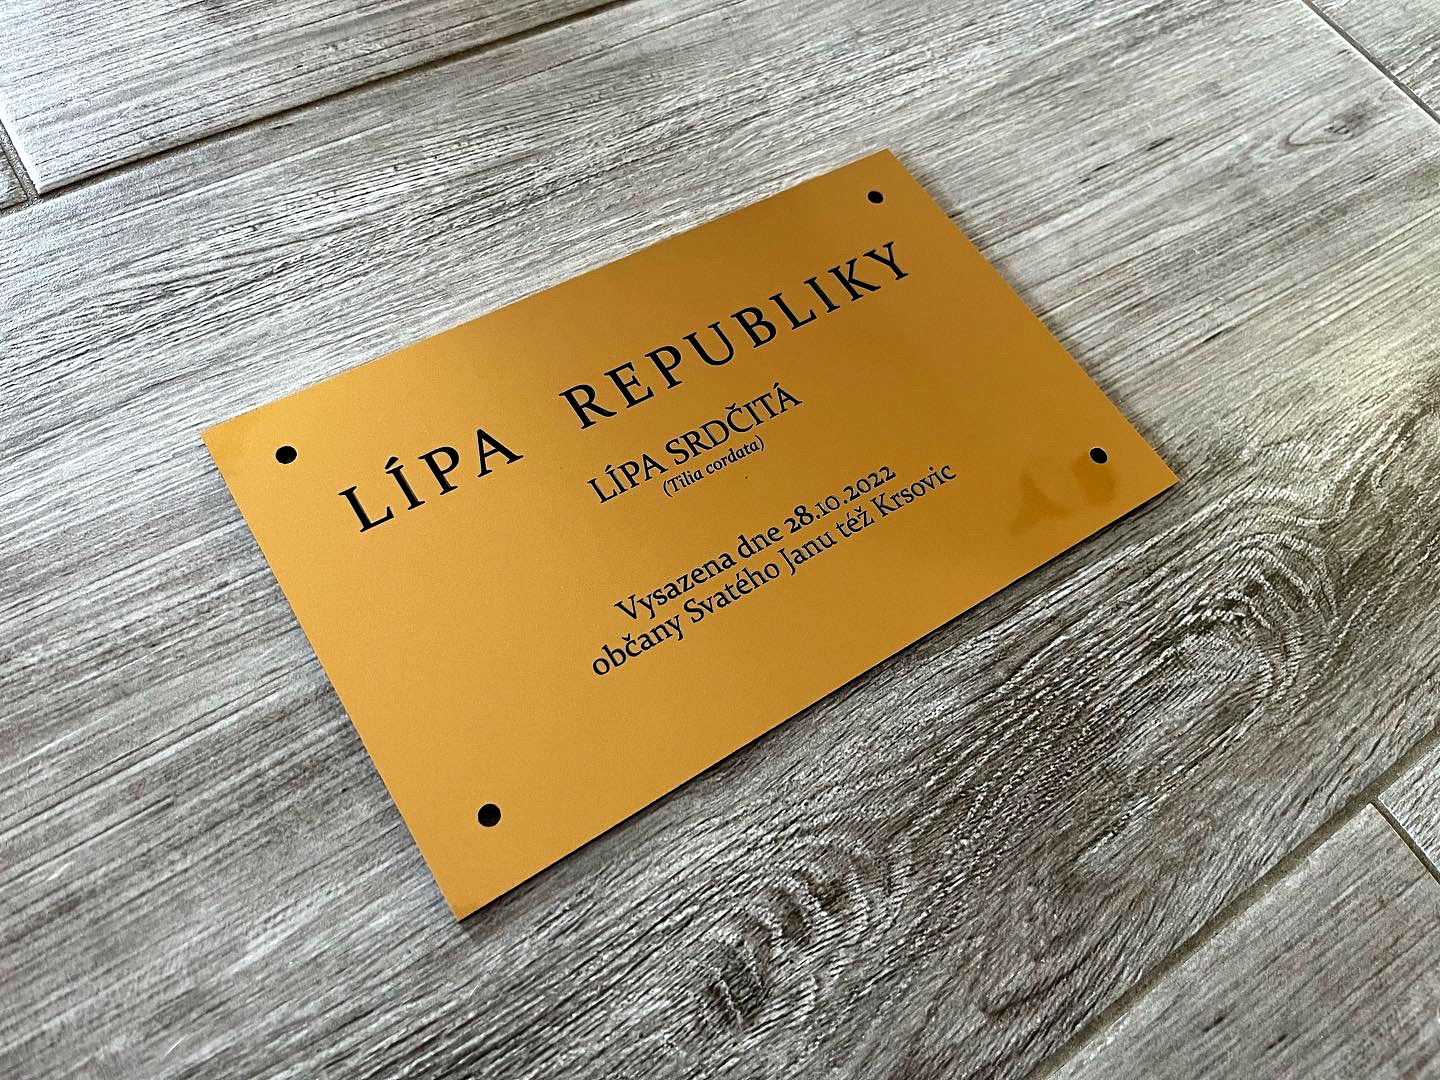 LÍPA REPUBLIKY
LÍPA SRDČITÁ
(Tilia cordata)
Vysazena dne 28.10.2022
občany Svatého Janu též Krsovic